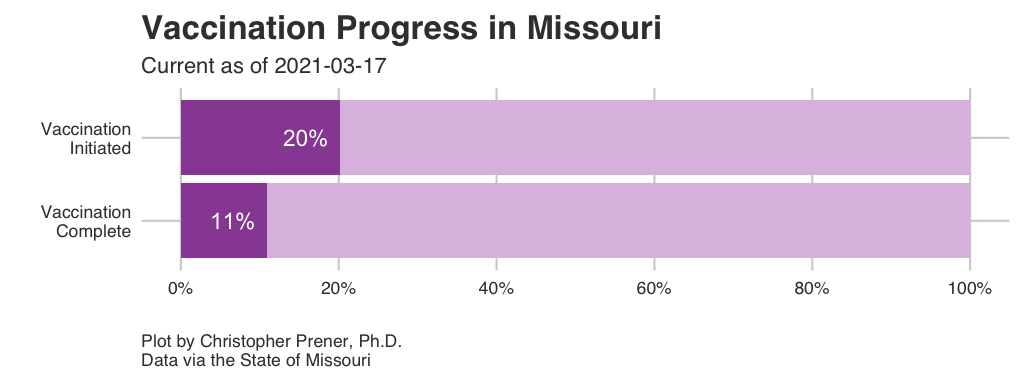 Vaccination Progress in Missouri
Current as of 2021-03-17
Vaccination
Initiated
20%
Vaccination
Complete
11%
0% 20% 40% 60% 80% 100%
Plot by Christopher Prener, Ph.D.
Data via the State of Missouri